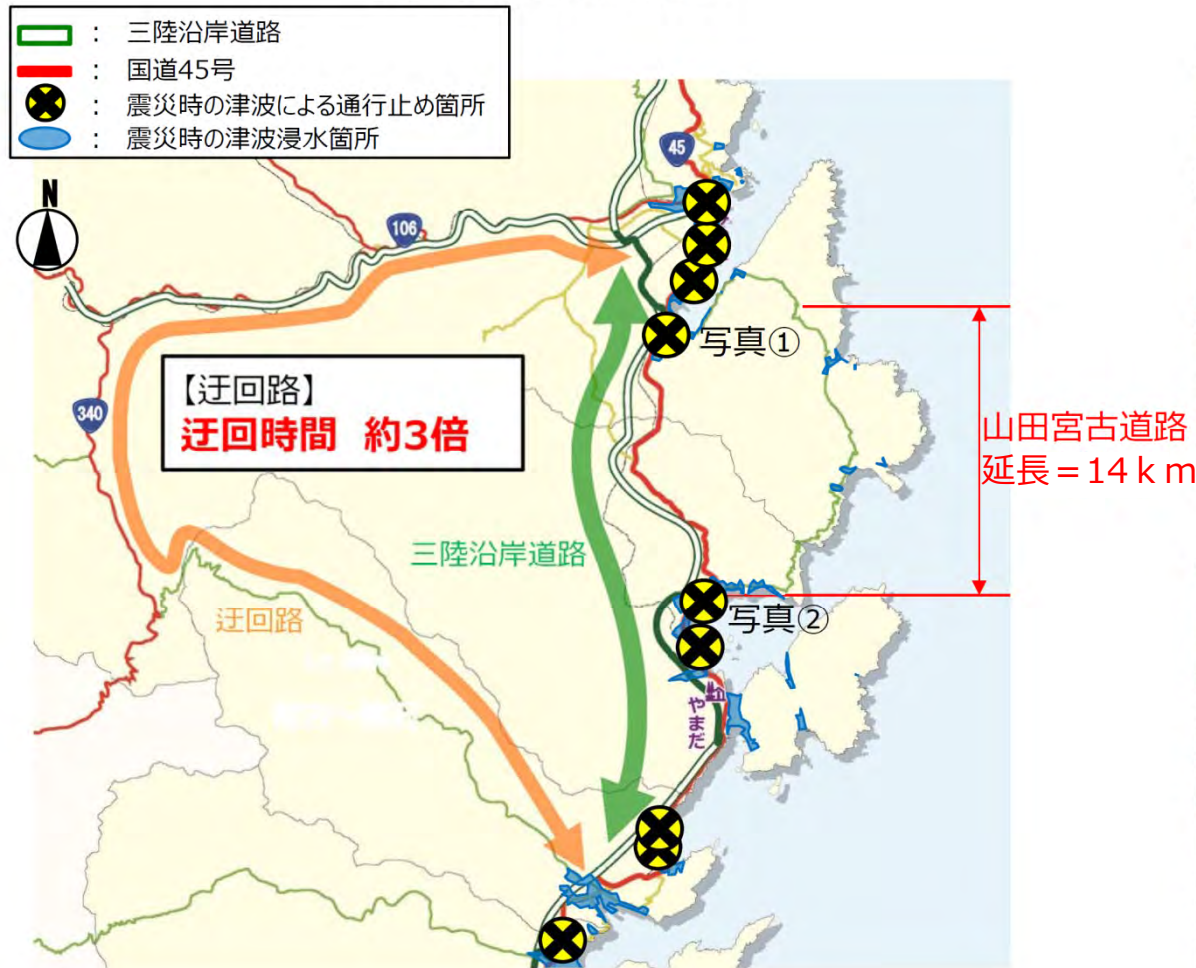 ： 三陸沿岸道路
： 国道45号
： 震災時の津波による通行止め箇所
： 震災時の津波浸水箇所
N
45
106
写真①
【迂回路】
迂回時間 約3倍
340
山田宮古道路
延長＝14ｋｍ
三陸沿岸道路
迂回路
写真②
やまだ